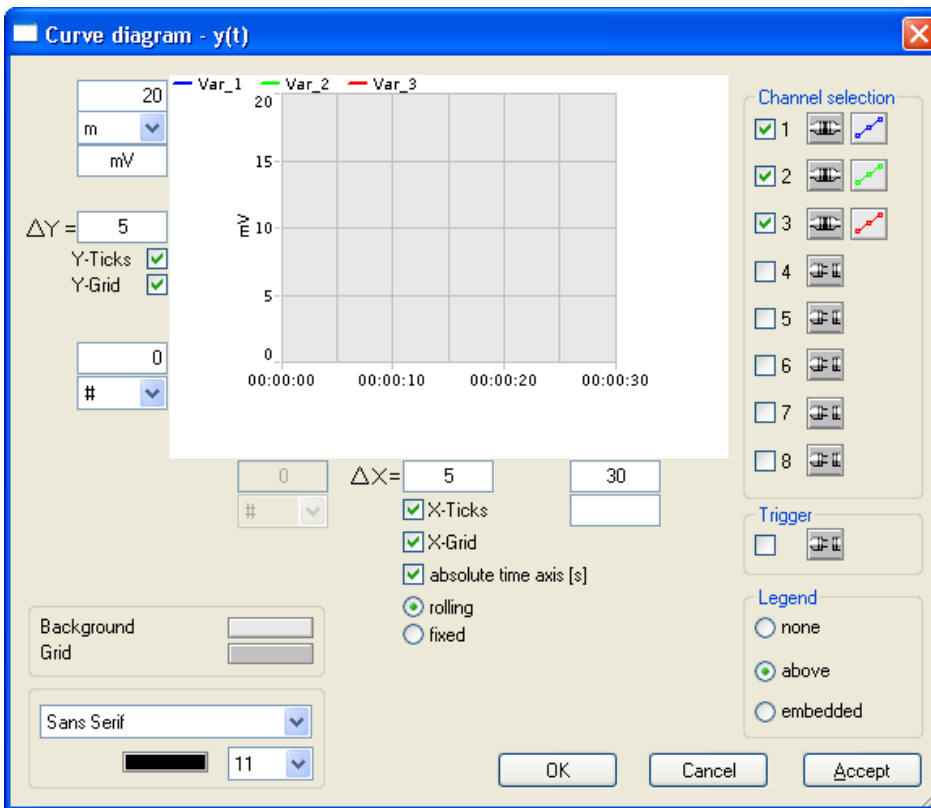 Curve diagram - y(t)
20
m
mV
ΔY = 5
Y-Ticks
Y-Grid
0
#
Var_1 Var_2 Var_3
20
15
10
5
0
mV
00:00:00 00:00:10 00:00:20 00:00:30
0
#
ΔX= 5
30
X-Ticks
X-Grid
absolute time axis [s]
rolling
fixed
Background
Grid
Sans Serif
11
Channel selection
1
2
3
4
5
6
7
8
Trigger
Legend
none
above
embedded
OK Cancel Accept